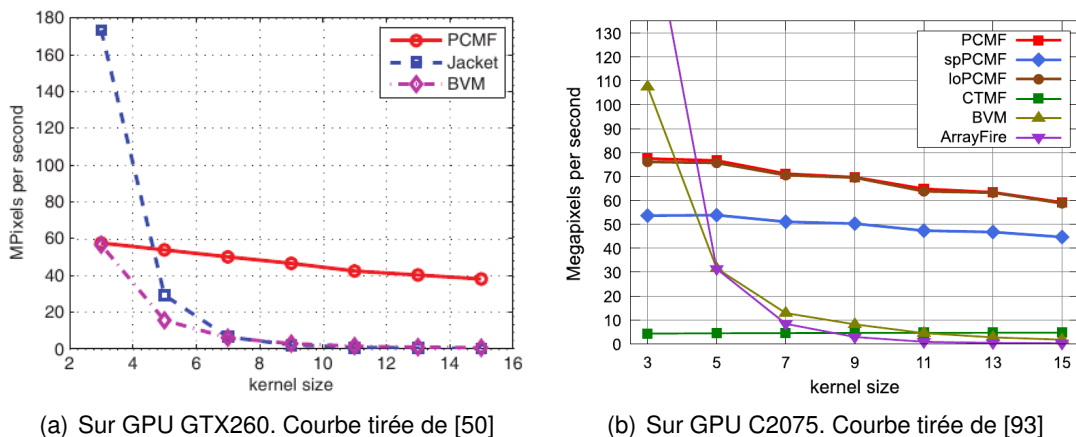 180
160
140
120
100
80
60
40
20
0
MPixels per second
2 4 6 8 10 12 14 16
kernel size
PCMF
Jacket
BVM
(a) Sur GPU GTX260. Courbe tirée de [50]
130
120
110
100
90
80
70
60
50
40
30
20
10
0
Megapixels per second
3 5 7 9 11 13 15
kernel size
PCMF
spPCMF
loPCMF
CTMF
BVM
ArrayFire
(b) Sur GPU C2075. Courbe tirée de [93]